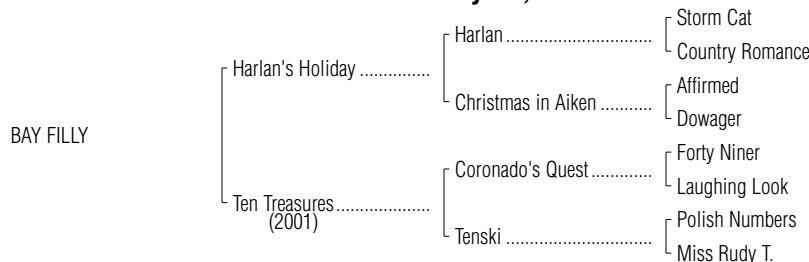 Storm Cat
Harlan
Country Romance
Harlan's Holiday
Affirmed
Christmas in Aiken
Dowager
BAY FILLY
Forty Niner
Coronado's Quest
Laughing Look
Ten Treasures
(2001)
Polish Numbers
Tenski
Miss Rudy T.